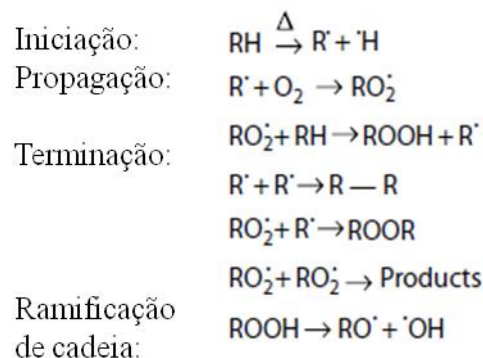 Iniciação: RH Δ→ R˙ + ˙H
Propagação: R˙ + O₂ → RO₂˙
RO₂˙ + RH → ROOH + R˙
Terminação:
R˙ + R˙ → R — R
RO₂˙ + R˙ → ROOR
RO₂˙ + RO₂˙ → Products
Ramificação
de cadeia: ROOH → RO˙ + ˙OH